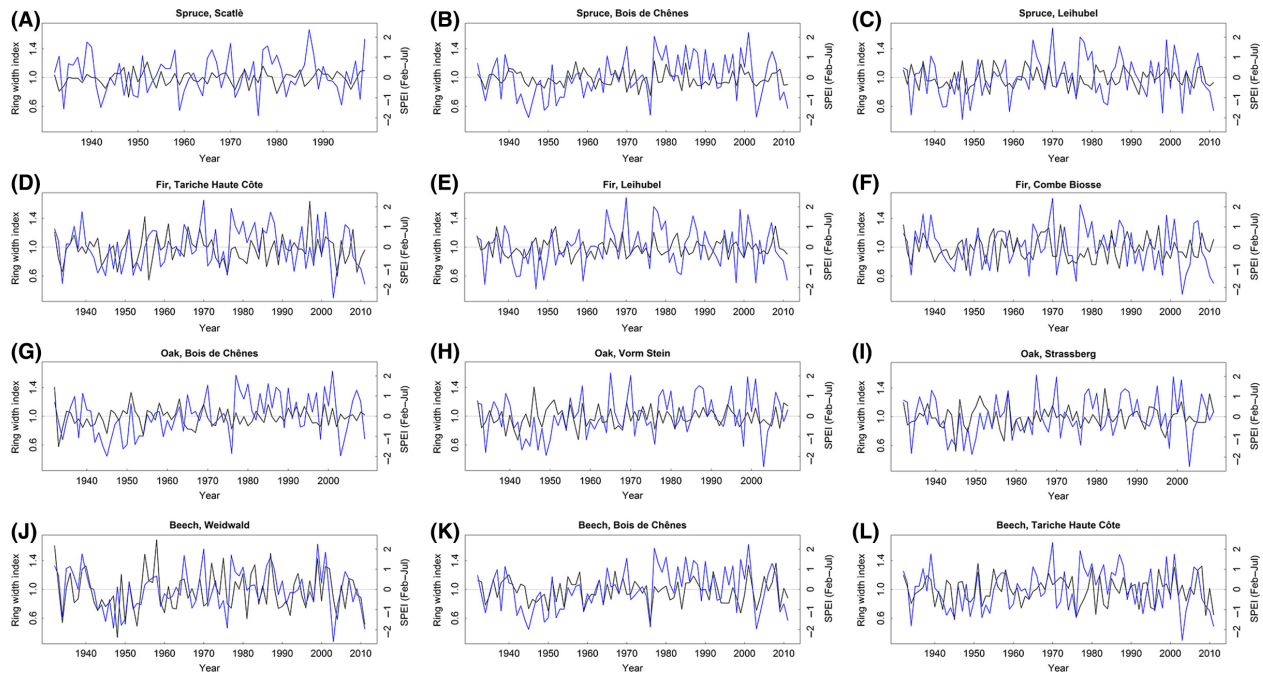 (A)
Spruce, Scatlè
Ring width index
1.4
1.0
0.6
2
1
0
−1
−2
SPEI (Feb−Jul)
1940 1950 1960 1970 1980 1990
Year
(B)
Spruce, Bois de Chênes
Ring width index
1.4
1.0
0.6
2
1
0
−1
−2
SPEI (Feb−Jul)
1940 1950 1960 1970 1980 1990 2000 2010
Year
(C)
Spruce, Leihubel
Ring width index
1.4
1.0
0.6
2
1
0
−1
−2
SPEI (Feb−Jul)
1940 1950 1960 1970 1980 1990 2000 2010
Year
(D)
Fir, Tariche Haute Côte
Ring width index
1.4
1.0
0.6
2
1
0
−1
−2
SPEI (Feb−Jul)
1940 1950 1960 1970 1980 1990 2000
Year
(E)
Fir, Leihubel
Ring width index
1.4
1.0
0.6
2
1
0
−1
−2
SPEI (Feb−Jul)
1940 1950 1960 1970 1980 1990 2000 2010
Year
(F)
Fir, Combe Biosse
Ring width index
1.4
1.0
0.6
2
1
0
−1
−2
SPEI (Feb−Jul)
1940 1950 1960 1970 1980 1990 2000 2010
Year
(G)
Oak, Bois de Chênes
Ring width index
1.4
1.0
0.6
2
1
0
−1
−2
SPEI (Feb−Jul)
1940 1950 1960 1970 1980 1990 2000
Year
(H)
Oak, Vorm Stein
Ring width index
1.4
1.0
0.6
2
1
0
−1
−2
SPEI (Feb−Jul)
1940 1950 1960 1970 1980 1990 2000
Year
(I)
Oak, Strassberg
Ring width index
1.4
1.0
0.6
2
1
0
−1
−2
SPEI (Feb−Jul)
1940 1950 1960 1970 1980 1990 2000
Year
(J)
Beech, Weidwald
Ring width index
1.4
1.0
0.6
2
1
0
−1
−2
SPEI (Feb−Jul)
1940 1950 1960 1970 1980 1990 2000
Year
(K)
Beech, Bois de Chênes
Ring width index
1.4
1.0
0.6
2
1
0
−1
−2
SPEI (Feb−Jul)
1940 1950 1960 1970 1980 1990 2000 2010
Year
(L)
Beech, Tariche Haute Côte
Ring width index
1.4
1.0
0.6
2
1
0
−1
−2
SPEI (Feb−Jul)
1940 1950 1960 1970 1980 1990 2000 2010
Year